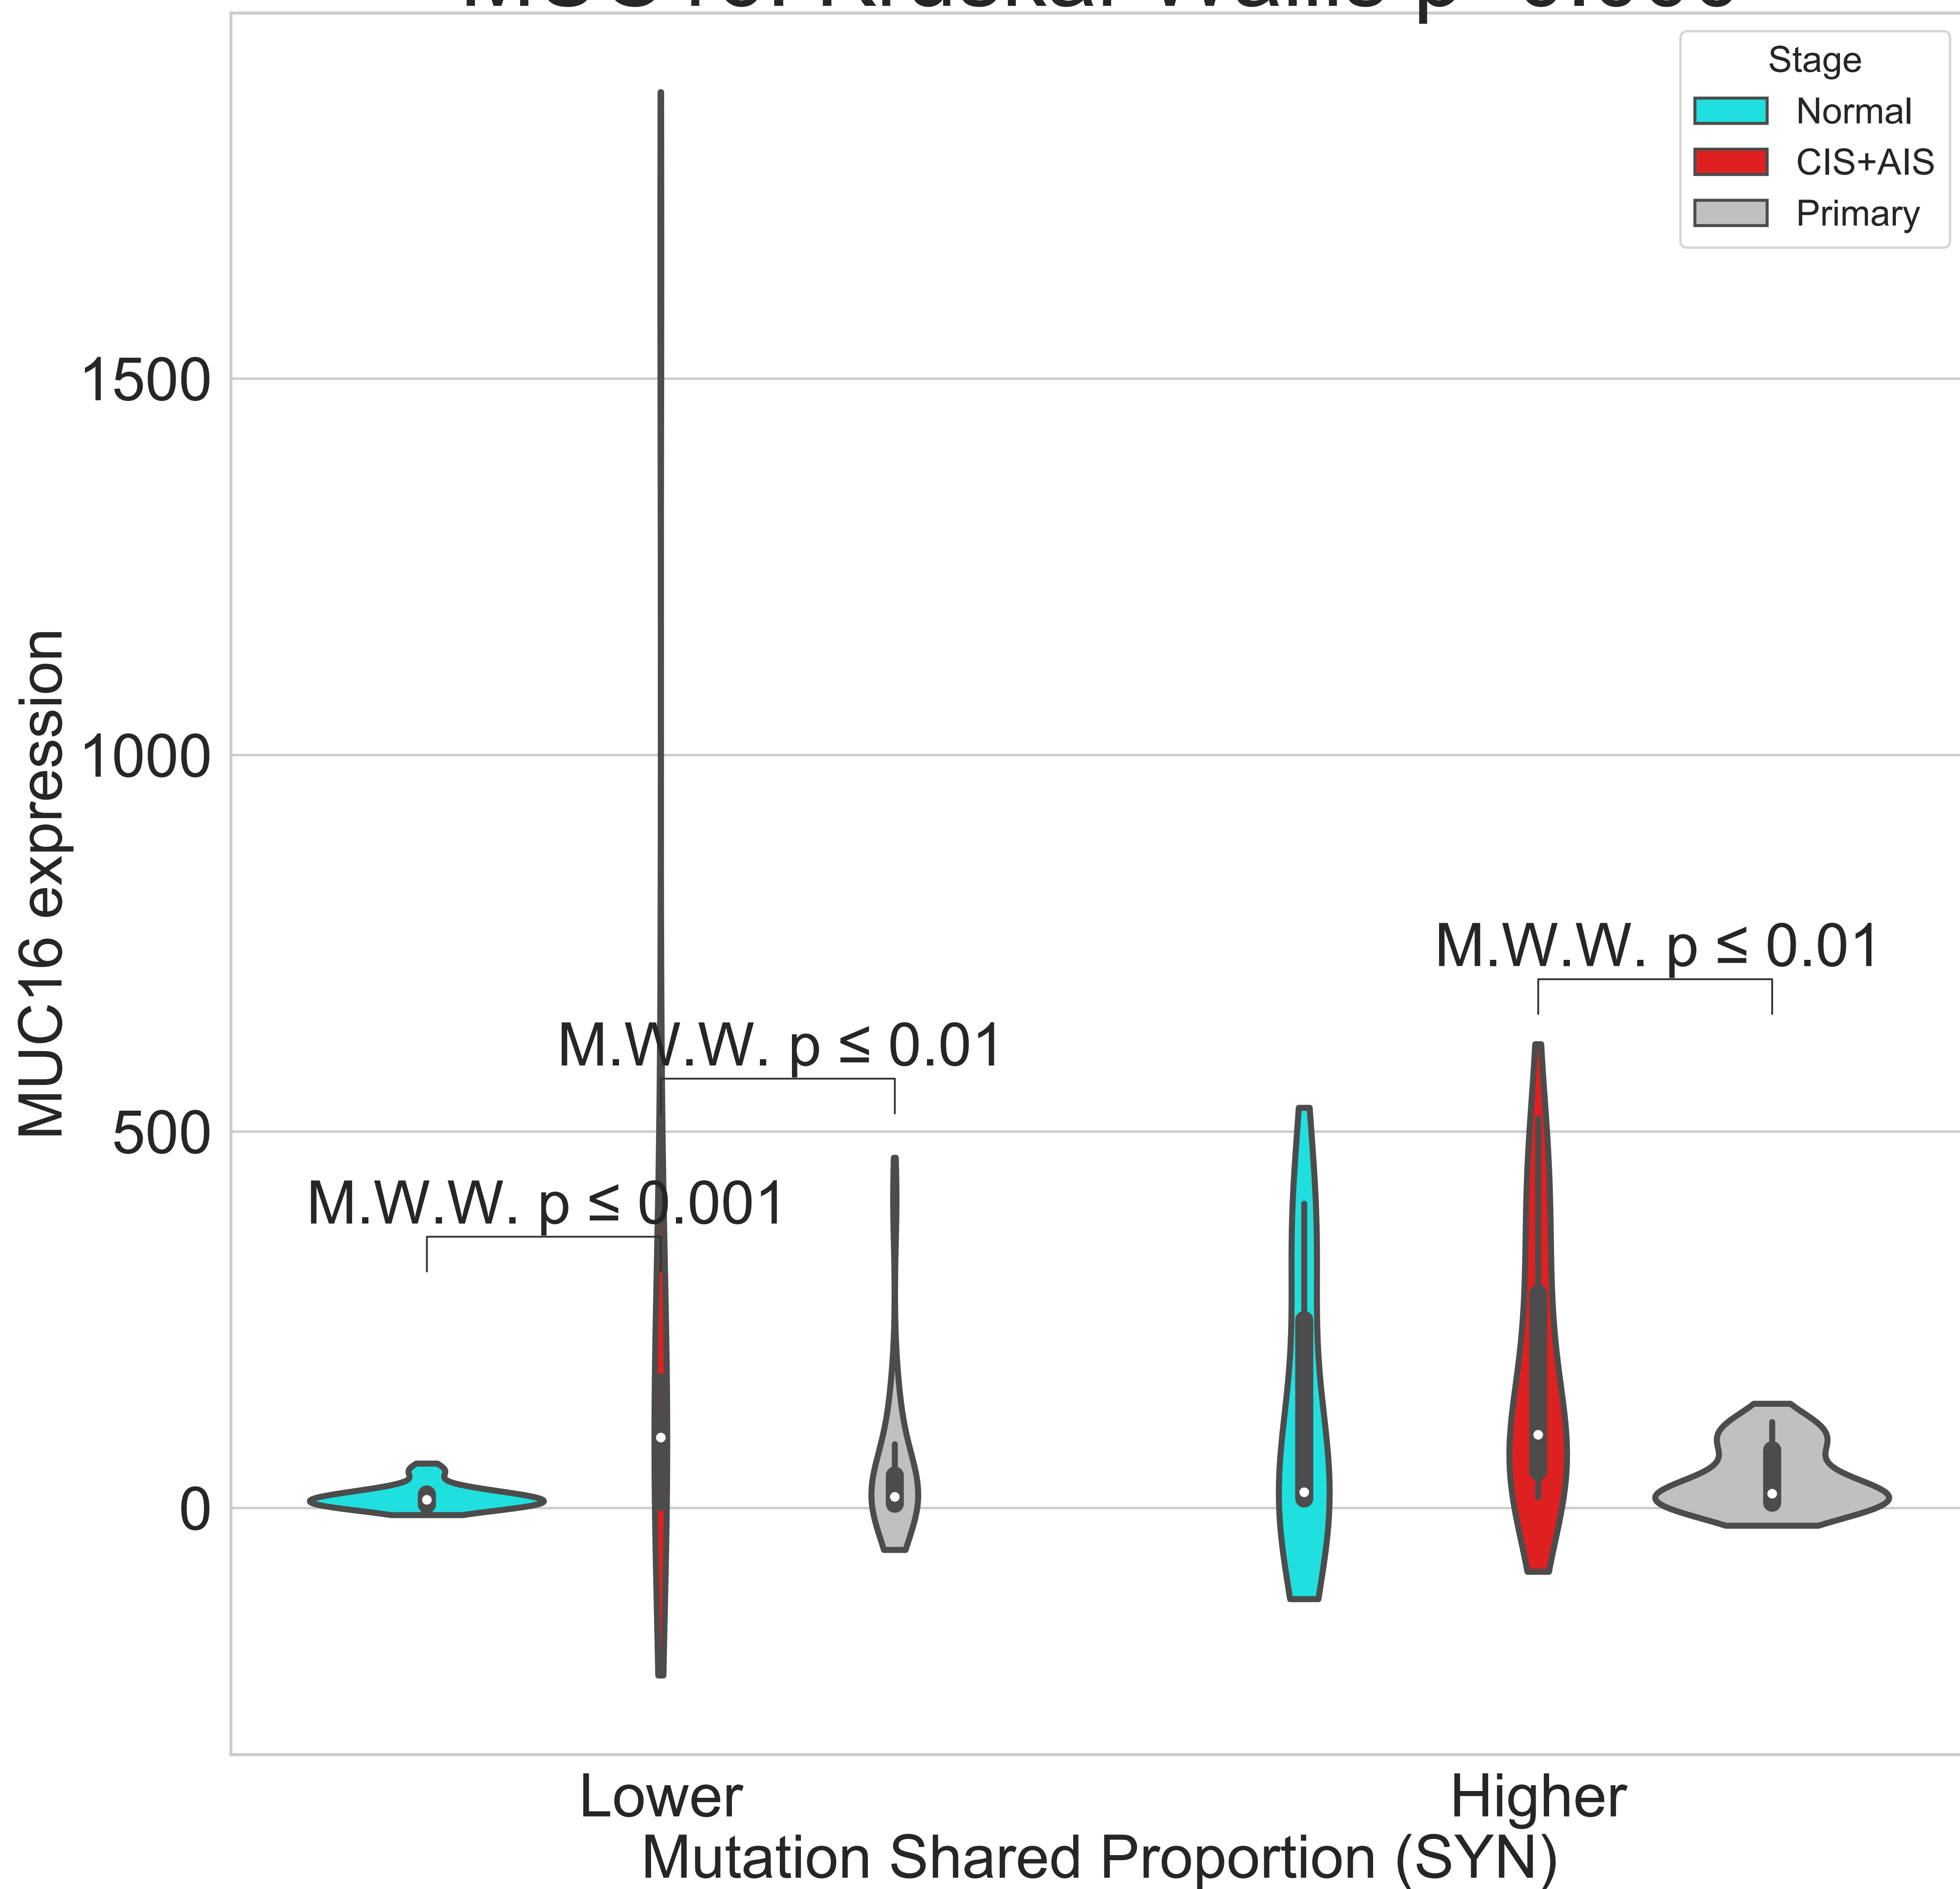 Stage
Normal
CIS+AIS
Primary
1500
1000
500
0
MUC16 expression
M.W.W. p ≤ 0.01
M.W.W. p ≤ 0.01
M.W.W. p ≤ 0.001
Lower
Higher
Mutation Shared Proportion (SYN)